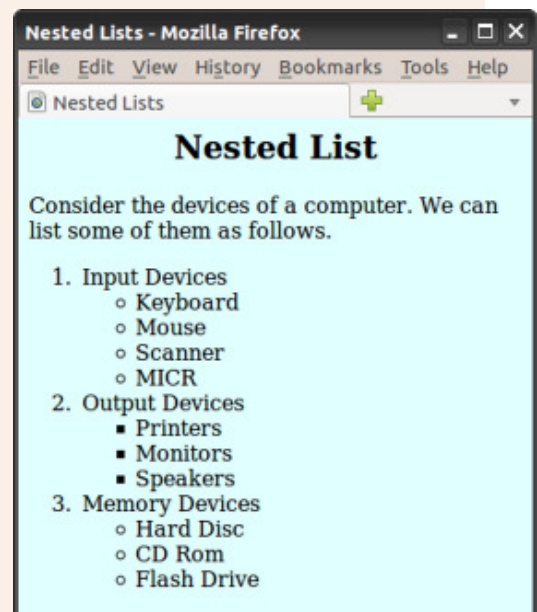 Nested Lists - Mozilla Firefox
File Edit View History Bookmarks Tools Help
Nested Lists
Nested List
Consider the devices of a computer. We can
list some of them as follows.
1. Input Devices
Keyboard
Mouse
Scanner
MICR
2. Output Devices
Printers
Monitors
Speakers
3. Memory Devices
Hard Disc
CD Rom
Flash Drive